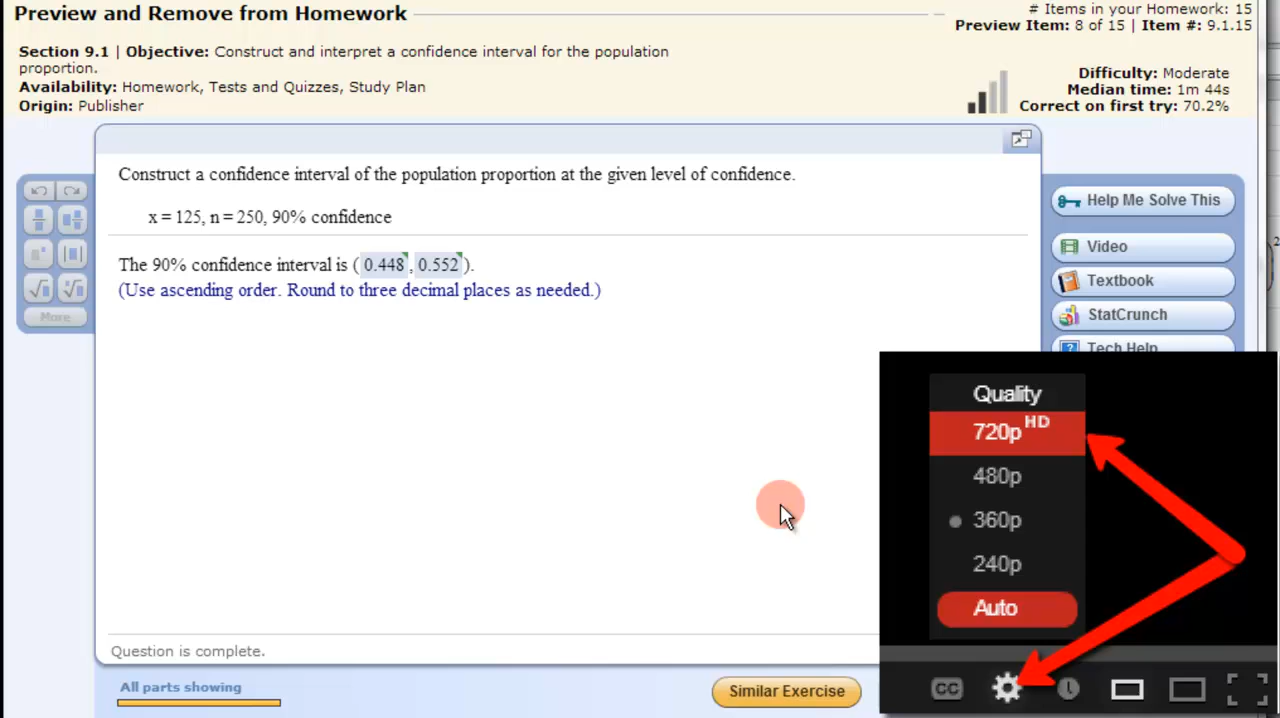 Preview and Remove from Homework
# Items in your Homework: 15
Preview Item: 8 of 15 | Item #: 9.1.15
Section 9.1 | Objective: Construct and interpret a confidence interval for the population
proportion.
Availability: Homework, Tests and Quizzes, Study Plan
Origin: Publisher
Difficulty: Moderate
Median time: 1m 44s
Correct on first try: 70.2%
Construct a confidence interval of the population proportion at the given level of confidence.
x = 125, n = 250, 90% confidence
The 90% confidence interval is ( 0.448 , 0.552 ).
(Use ascending order. Round to three decimal places as needed.)
More
Help Me Solve This
Video
Textbook
StatCrunch
Tech Help
Quality
720p HD
480p
360p
240p
Auto
CC
Question is complete.
All parts showing
Similar Exercise